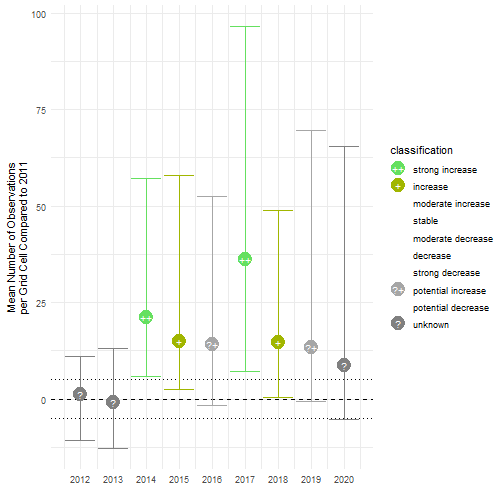 Mean Number of Observations
per Grid Cell Compared to 2011
100
75
50
25
0
++
+
?+
++
+
?+
?
?
?
2012 2013 2014 2015 2016 2017 2018 2019 2020
classification
++ strong increase
+ increase
moderate increase
stable
moderate decrease
decrease
strong decrease
?+ potential increase
potential decrease
? unknown